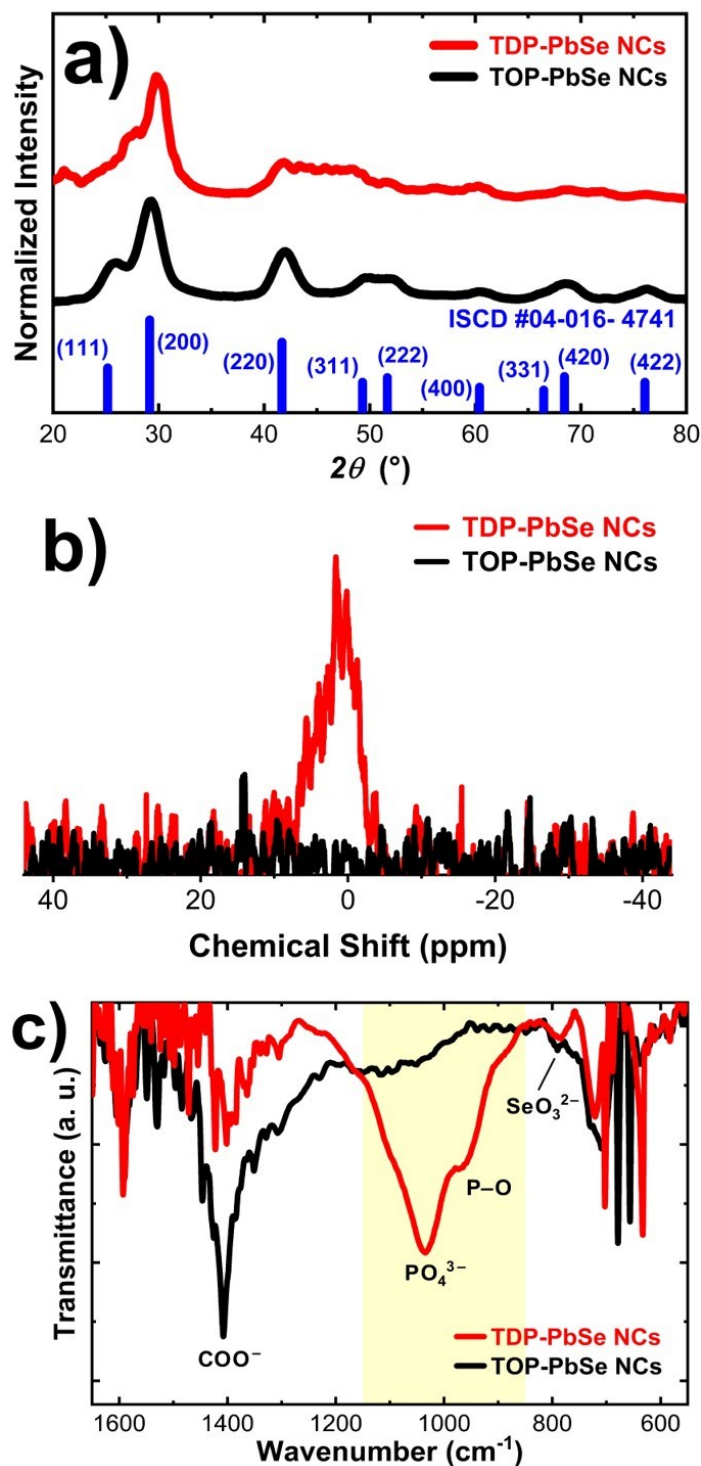 a)
TDP-PbSe NCs
TOP-PbSe NCs
Normalized Intensity
ISCD #04-016- 4741
(111)
(200)
(220)
(311)
(222)
(400)
(331)
(420)
(422)
20 30 40 50 60 70 80
2θ (°)
b)
TDP-PbSe NCs
TOP-PbSe NCs
40 20 0 -20 -40
Chemical Shift (ppm)
c)
Transmittance (a. u.)
SeO₃²⁻
P–O
PO₄³⁻
COO⁻
TDP-PbSe NCs
TOP-PbSe NCs
1600 1400 1200 1000 800 600
Wavenumber (cm⁻¹)